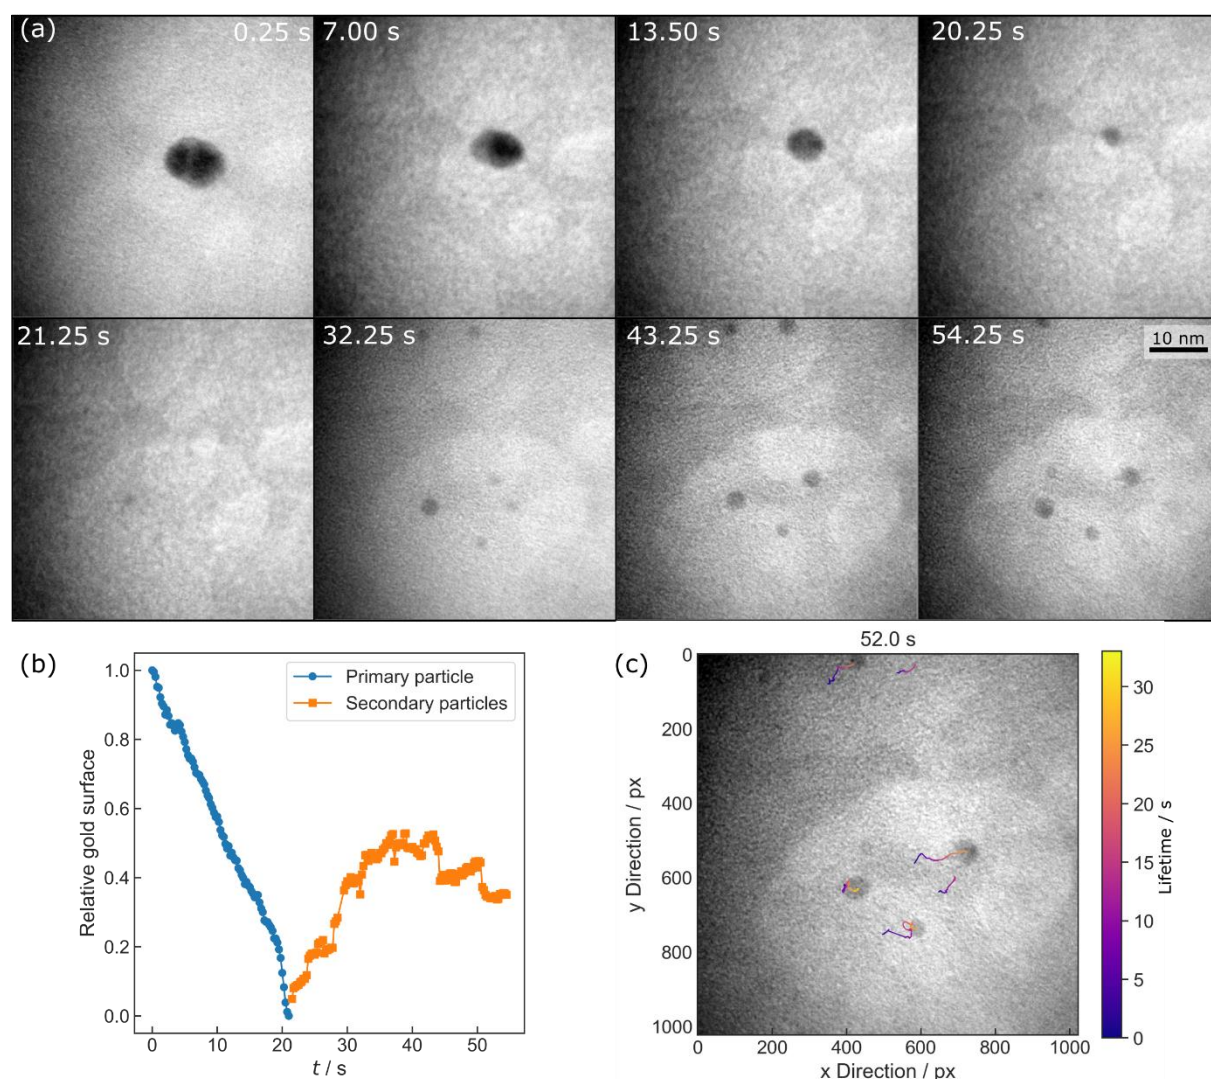 (a)
0.25 s
7.00 s
13.50 s
20.25 s
21.25 s
32.25 s
43.25 s
54.25 s
10 nm
(b)
Primary particle
Secondary particles
1.0
0.8
0.6
0.4
0.2
0.0
Relative gold surface
0
10
20
30
40
50
t / s
(c)
52.0 s
0
200
400
600
800
1000
y Direction / px
0
200
400
600
800
1000
x Direction / px
30
25
20
15
10
5
0
Lifetime / s